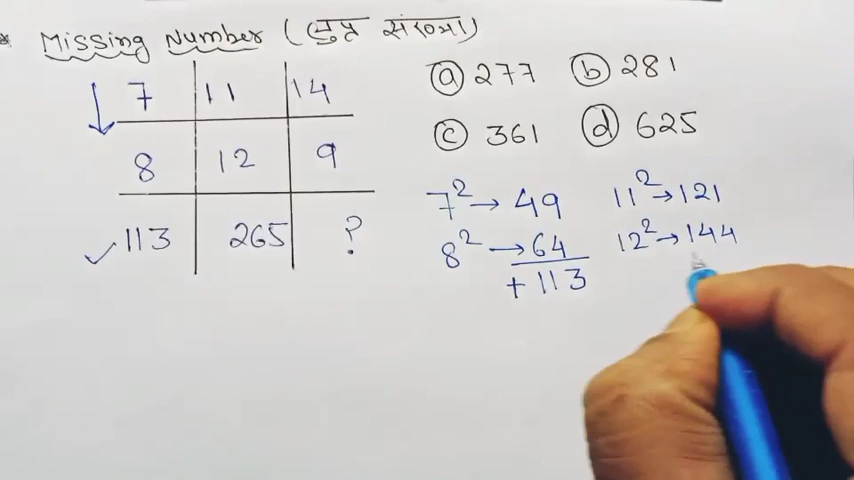 * Missing Number (लुप्त संख्या)
7 11 14
8 12 9
113 265 ?
ⓐ 277 ⓑ 281
ⓒ 361 ⓓ 625
7² → 49 11² → 121
8² → 64 12² → 144
+ 113